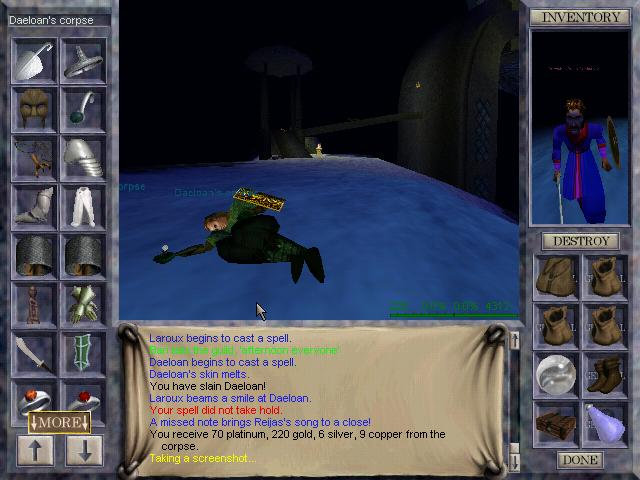 Daeloan's corpse
INVENTORY
corpse
DESTROY
Laroux begins to cast a spell.
Daeloan begins to cast a spell.
Daeloan's skin melts.
You have slain Daeloan!
Laroux beams a smile at Daeloan.
Your spell did not take hold.
A missed note brings Reijas's song to a close!
You receive 70 platinum, 220 gold, 6 silver, 9 copper from the
corpse.
Taking a screenshot...
MORE
DONE